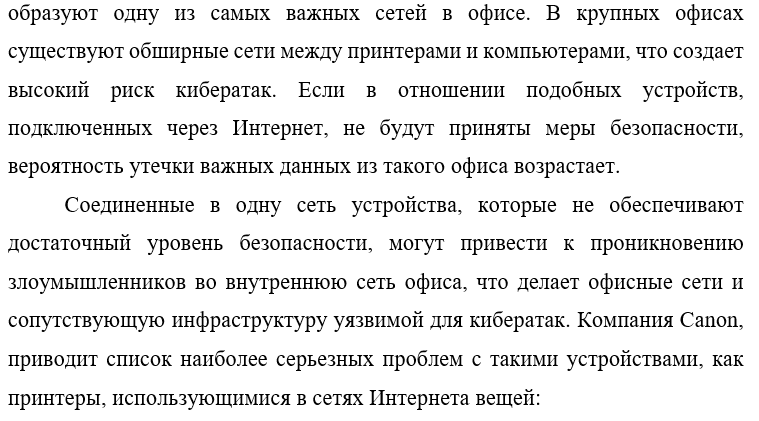 образуют одну из самых важных сетей в офисе. В крупных офисах
существуют обширные сети между принтерами и компьютерами, что создает
высокий риск кибератак. Если в отношении подобных устройств,
подключенных через Интернет, не будут приняты меры безопасности,
вероятность утечки важных данных из такого офиса возрастает.
Соединенные в одну сеть устройства, которые не обеспечивают
достаточный уровень безопасности, могут привести к проникновению
злоумышленников во внутреннюю сеть офиса, что делает офисные сети и
сопутствующую инфраструктуру уязвимой для кибератак. Компания Canon,
приводит список наиболее серьезных проблем с такими устройствами, как
принтеры, использующимися в сетях Интернета вещей: